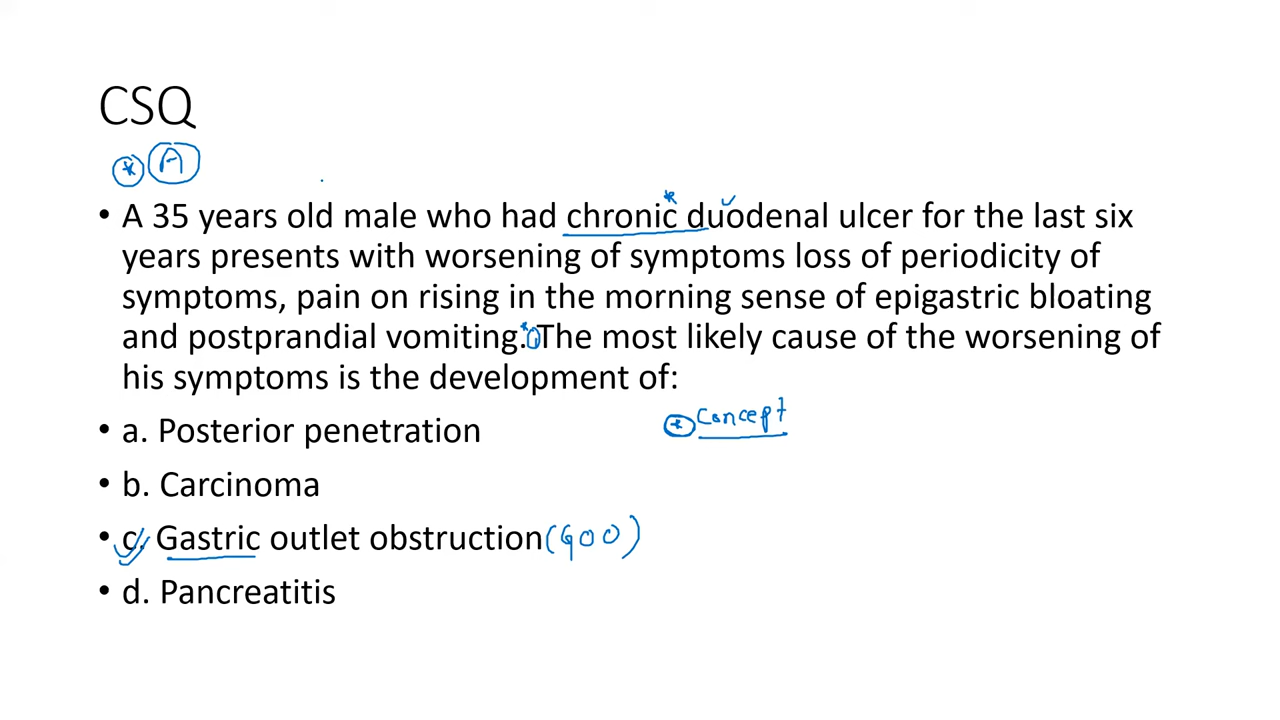 CSQ
* A
• A 35 years old male who had chronic duodenal ulcer for the last six
years presents with worsening of symptoms loss of periodicity of
symptoms, pain on rising in the morning sense of epigastric bloating
and postprandial vomiting. The most likely cause of the worsening of
his symptoms is the development of:
* Concept
• a. Posterior penetration
• b. Carcinoma
• c. Gastric outlet obstruction (GOO)
• d. Pancreatitis